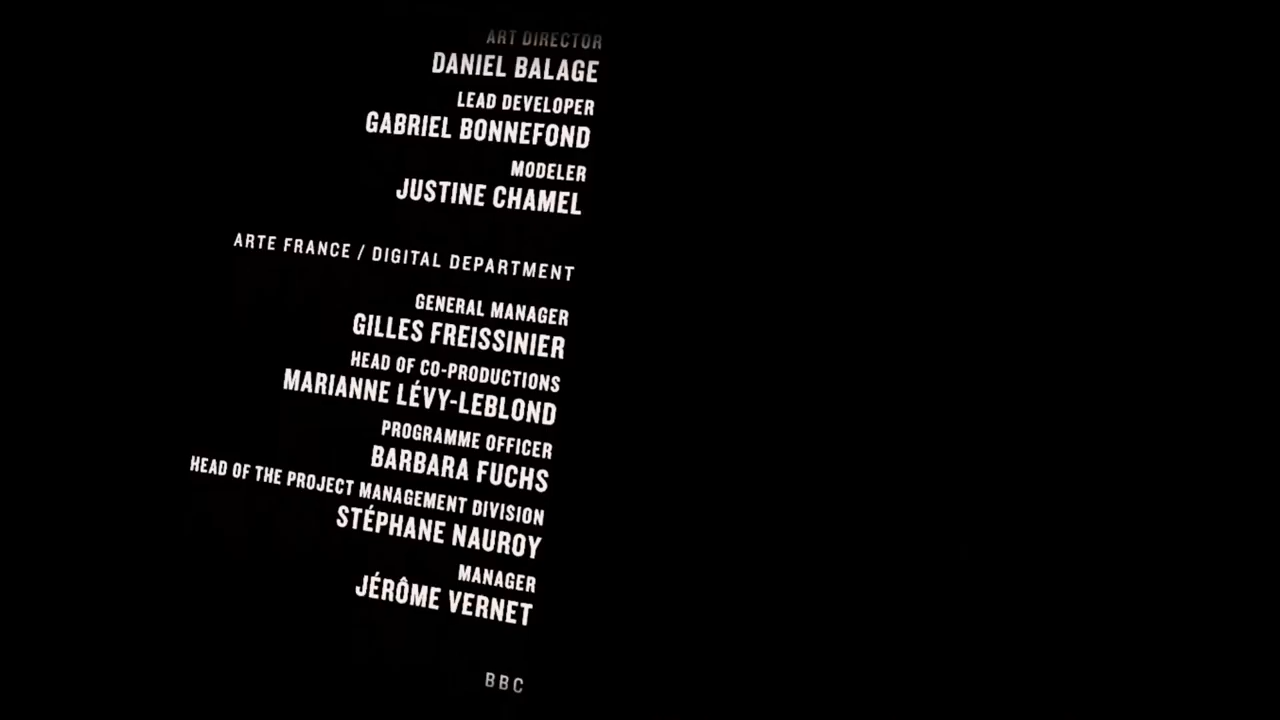 ART DIRECTOR
DANIEL BALAGE
LEAD DEVELOPER
GABRIEL BONNEFOND
MODELER
JUSTINE CHAMEL
ARTE FRANCE / DIGITAL DEPARTMENT
GENERAL MANAGER
GILLES FREISSINIER
HEAD OF CO-PRODUCTIONS
MARIANNE LÉVY-LEBLOND
PROGRAMME OFFICER
BARBARA FUCHS
HEAD OF THE PROJECT MANAGEMENT DIVISION
STÉPHANE NAUROY
MANAGER
JÉRÔME VERNET
BBC